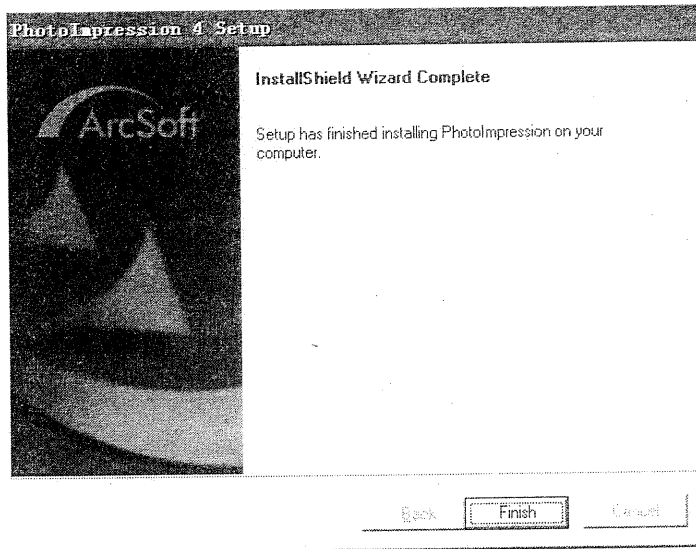 PhotoImpression 4 Setup
ArcSoft
InstallShield Wizard Complete
Setup has finished installing PhotoImpression on your
computer.
Back
Finish
Cancel